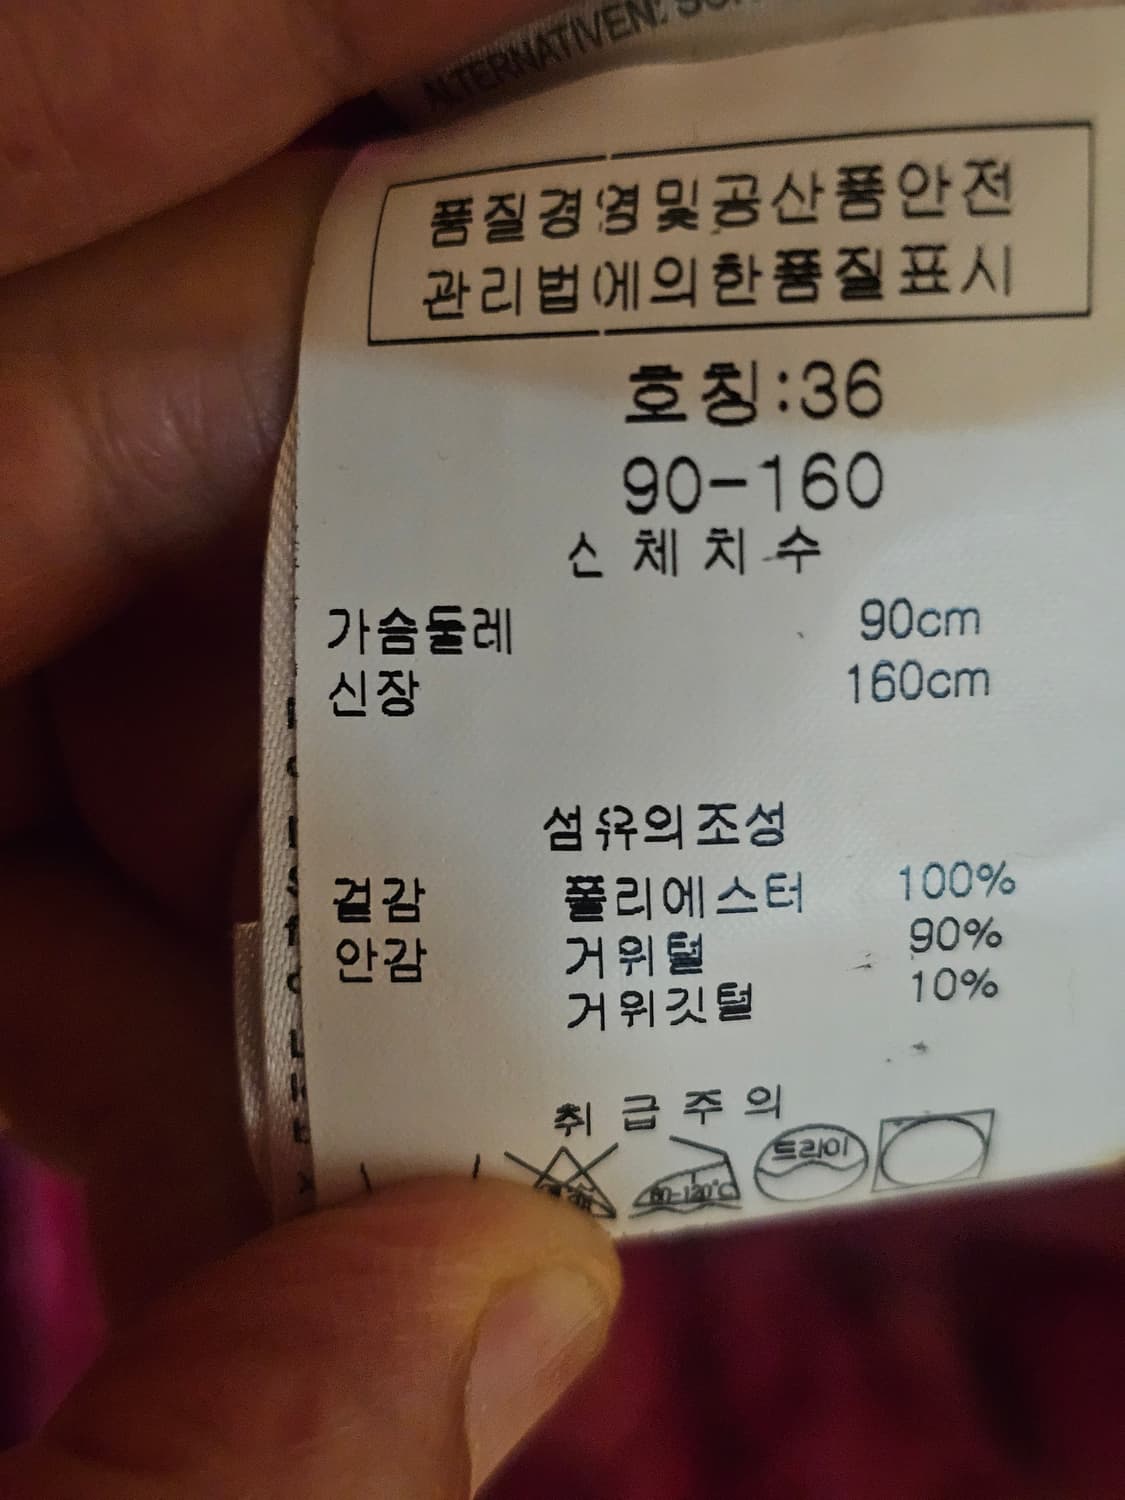 ALTERNATIVEN:
품질경영및공산품안전
관리법에의한품질표시
호칭:36
90-160
신체치수
가슴둘레 90cm
신장 160cm
섬유의조성
겉감 폴리에스터 100%
안감 거위털 90%
거위깃털 10%
취급주의
80-120°C 드라이